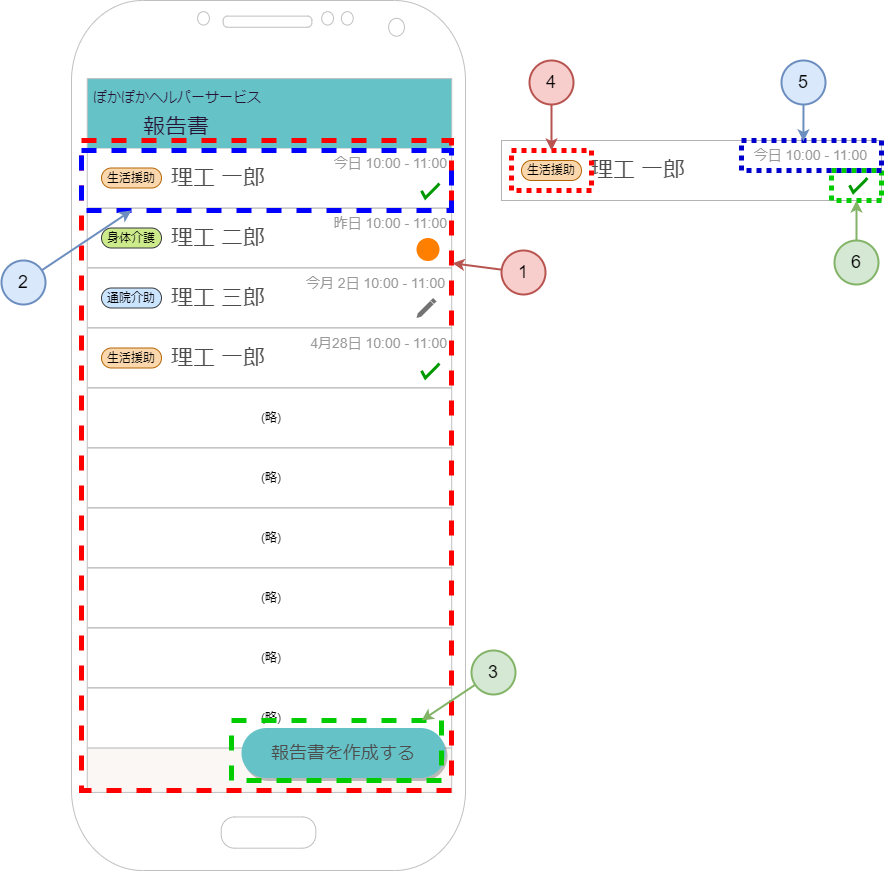 ぽかぽかヘルパーサービス
報告書
生活援助 理工 一郎 今日 10:00 - 11:00
身体介護 理工 二郎 昨日 10:00 - 11:00
通院介助 理工 三郎 今月 2日 10:00 - 11:00
生活援助 理工 一郎 4月28日 10:00 - 11:00
(略)
(略)
(略)
(略)
(略)
(略)
報告書を作成する
1
2
3
4
5
生活援助 理工 一郎 今日 10:00 - 11:00
6